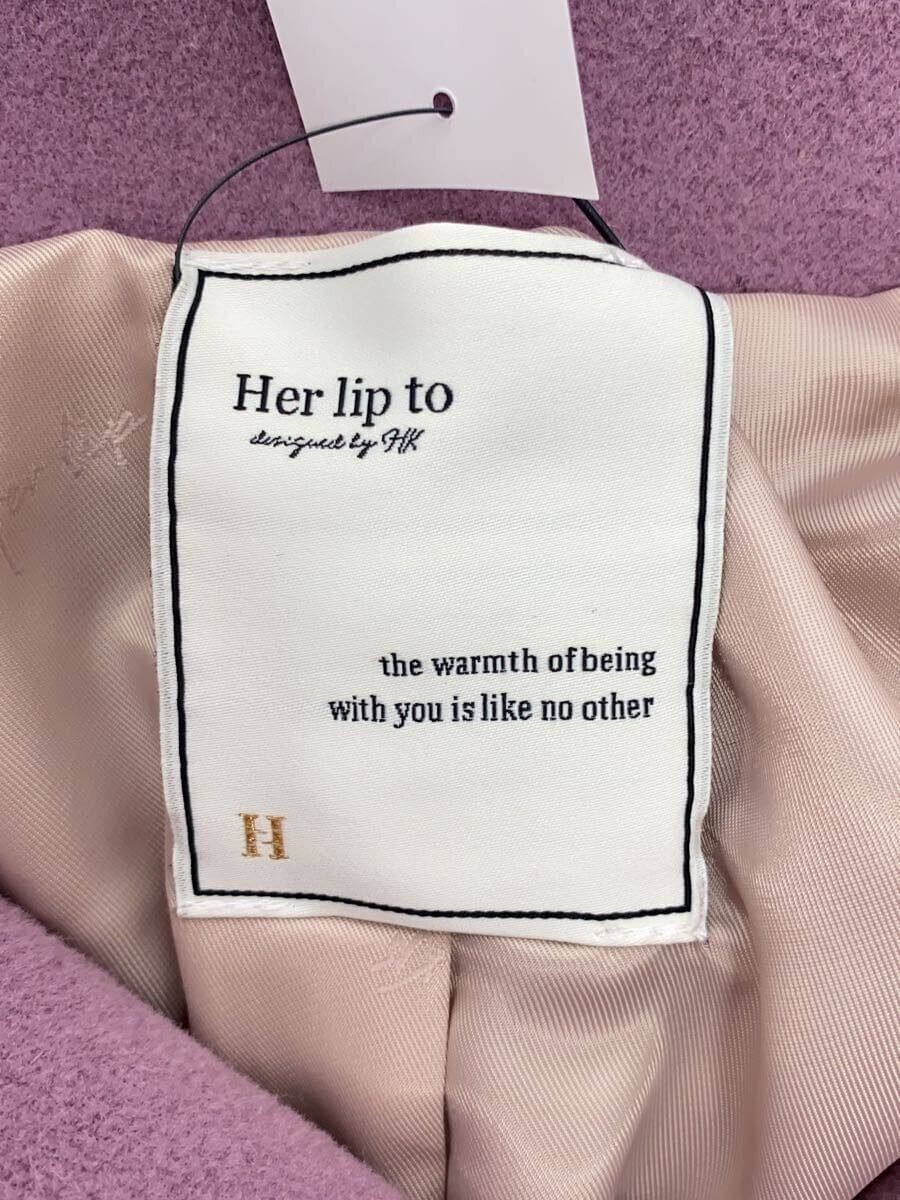 Her lip to
designed by HK
the warmth of being
with you is like no other
H